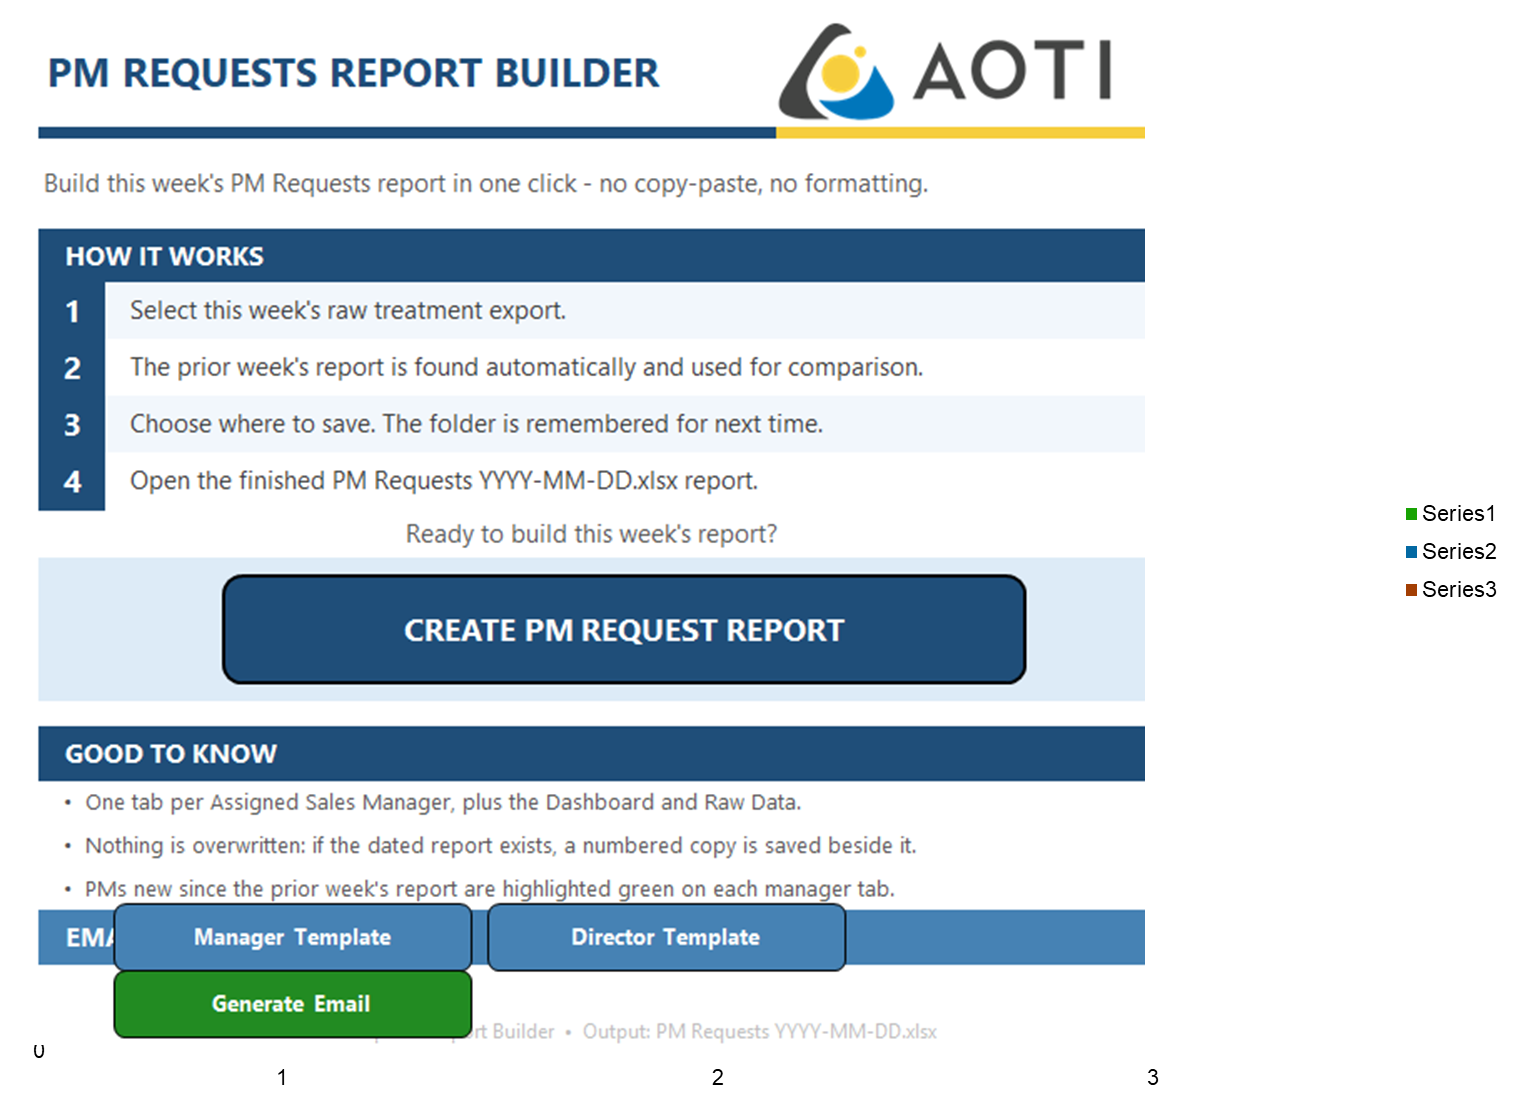 PM REQUESTS REPORT BUILDER
AOTI
Build this week's PM Requests report in one click - no copy-paste, no formatting.
HOW IT WORKS
1 Select this week's raw treatment export.
2 The prior week's report is found automatically and used for comparison.
3 Choose where to save. The folder is remembered for next time.
4 Open the finished PM Requests YYYY-MM-DD.xlsx report.
Ready to build this week's report?
CREATE PM REQUEST REPORT
GOOD TO KNOW
• One tab per Assigned Sales Manager, plus the Dashboard and Raw Data.
• Nothing is overwritten: if the dated report exists, a numbered copy is saved beside it.
• PMs new since the prior week's report are highlighted green on each manager tab.
Manager Template
Director Template
Generate Email
Builder • Output: PM Requests YYYY-MM-DD.xlsx
0
1 2 3
Series1
Series2
Series3